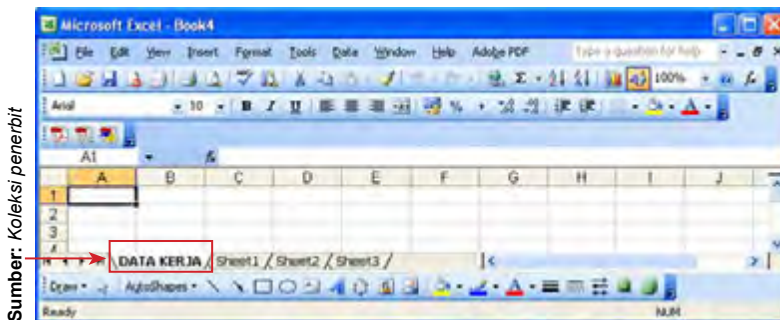 Microsoft Excel - Book4
File Edit View Insert Format Tools Data Window Help Adobe PDF Type a question for help
100%
Arial 10 B I U %
A1 fx
A B C D E F G H I J
1
2
3
4
DATA KERJA Sheet1 Sheet2 Sheet3
Draw AutoShapes
Ready NUM
Sumber: Koleksi penerbit